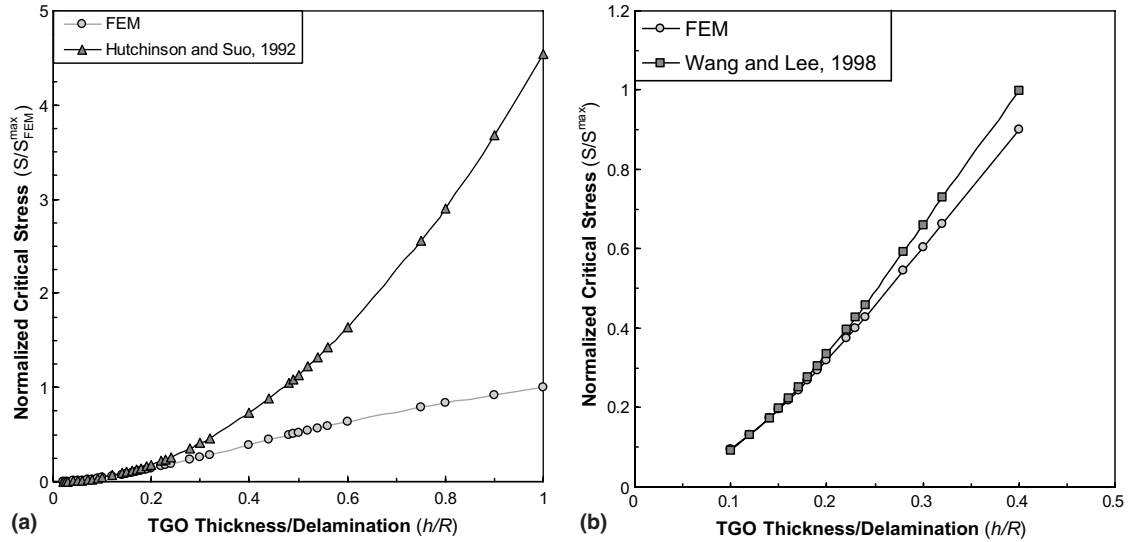 FEM
Hutchinson and Suo, 1992
Normalized Critical Stress (S/S_FEM^max)
5
4
3
2
1
0
0
0.2
0.4
0.6
0.8
1
TGO Thickness/Delamination (h/R)
(a)
FEM
Wang and Lee, 1998
Normalized Critical Stress (S/S^max)
1.2
1
0.8
0.6
0.4
0.2
0
0
0.1
0.2
0.3
0.4
0.5
TGO Thickness/Delamination (h/R)
(b)